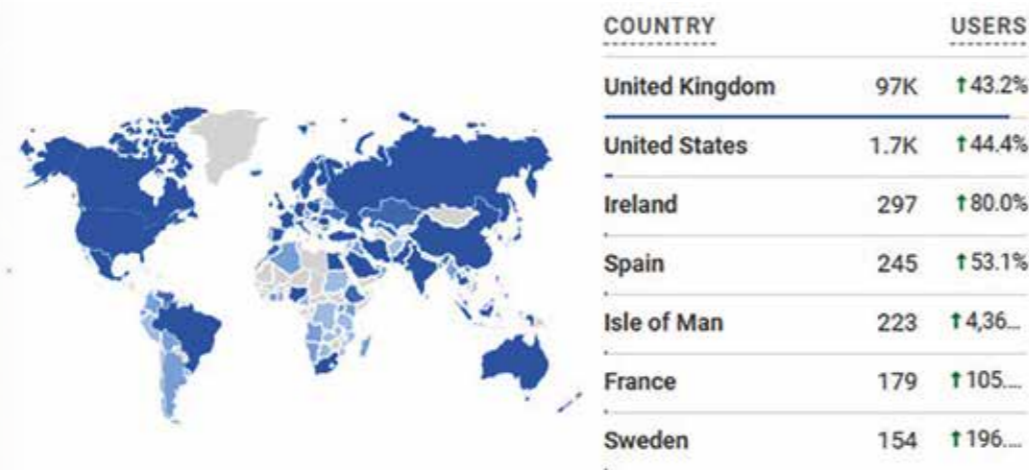 COUNTRY USERS
United Kingdom 97K ↑43.2%
United States 1.7K ↑44.4%
Ireland 297 ↑80.0%
Spain 245 ↑53.1%
Isle of Man 223 ↑4,36...
France 179 ↑105....
Sweden 154 ↑196....